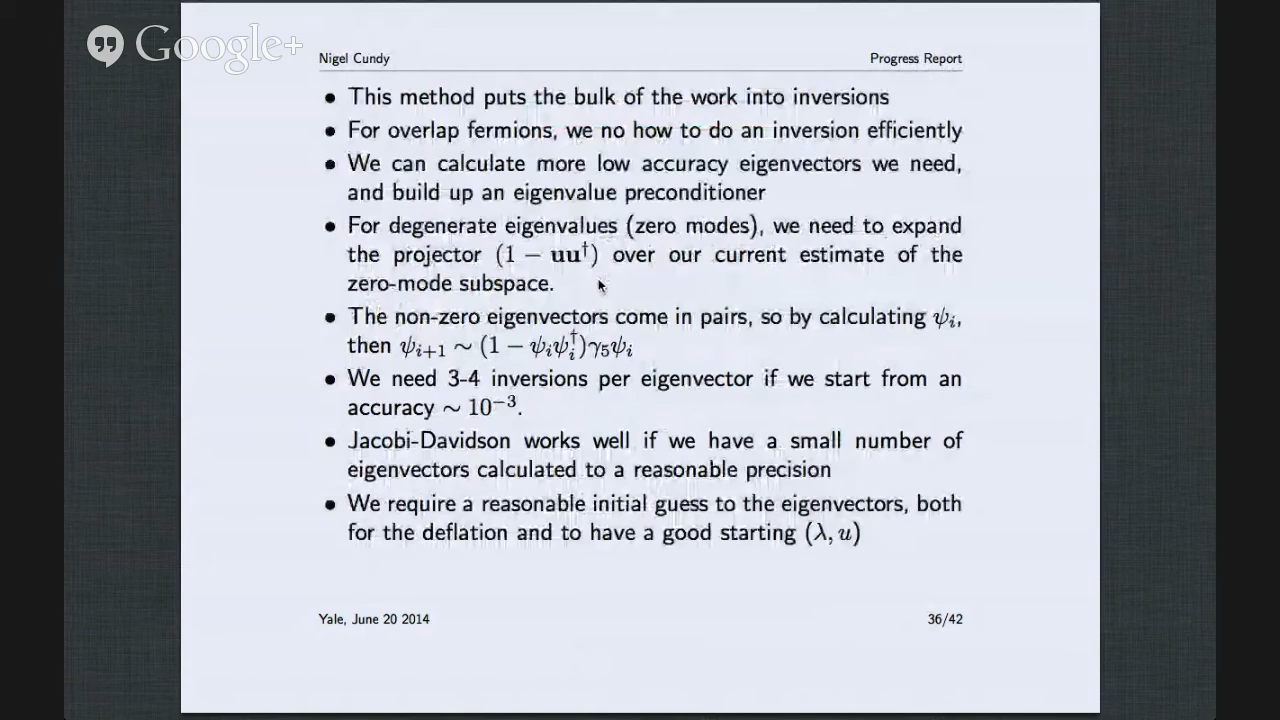 Google+
Nigel Cundy Progress Report
• This method puts the bulk of the work into inversions
• For overlap fermions, we no how to do an inversion efficiently
• We can calculate more low accuracy eigenvectors we need,
and build up an eigenvalue preconditioner
• For degenerate eigenvalues (zero modes), we need to expand
the projector (1 − uu†) over our current estimate of the
zero-mode subspace.
• The non-zero eigenvectors come in pairs, so by calculating ψᵢ,
then ψᵢ₊₁ ∼ (1 − ψᵢψᵢ†)γ₅ψᵢ
• We need 3-4 inversions per eigenvector if we start from an
accuracy ∼ 10⁻³.
• Jacobi-Davidson works well if we have a small number of
eigenvectors calculated to a reasonable precision
• We require a reasonable initial guess to the eigenvectors, both
for the deflation and to have a good starting (λ, u)
Yale, June 20 2014 36/42